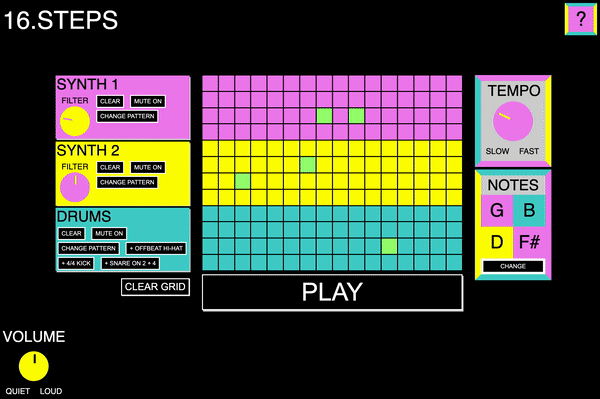 16.STEPS
?
SYNTH 1
FILTER
CLEAR
MUTE ON
CHANGE PATTERN
SYNTH 2
FILTER
CLEAR
MUTE ON
CHANGE PATTERN
DRUMS
CLEAR
MUTE ON
CHANGE PATTERN
+ OFFBEAT HI-HAT
+ 4/4 KICK
+ SNARE ON 2 + 4
CLEAR GRID
PLAY
TEMPO
SLOW FAST
NOTES
G B
D F#
CHANGE
VOLUME
QUIET LOUD